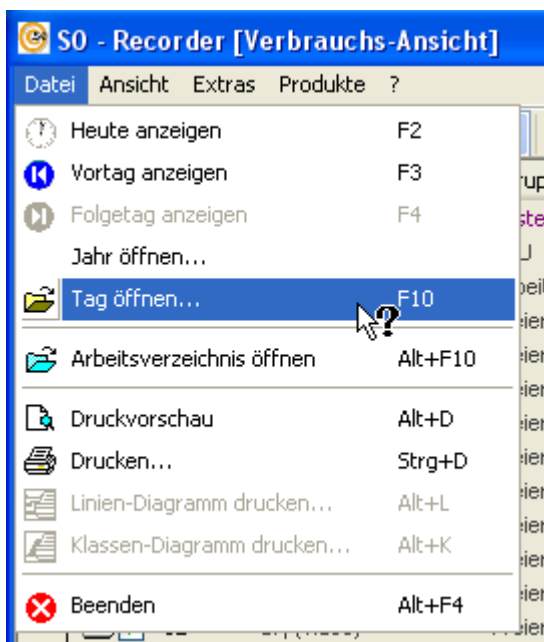 SO - Recorder [Verbrauchs-Ansicht]
Datei Ansicht Extras Produkte ?
Heute anzeigen F2
Vortag anzeigen F3
Folgetag anzeigen F4
Jahr öffnen...
Tag öffnen... F10
Arbeitsverzeichnis öffnen Alt+F10
Druckvorschau Alt+D
Drucken... Strg+D
Linien-Diagramm drucken... Alt+L
Klassen-Diagramm drucken... Alt+K
Beenden Alt+F4